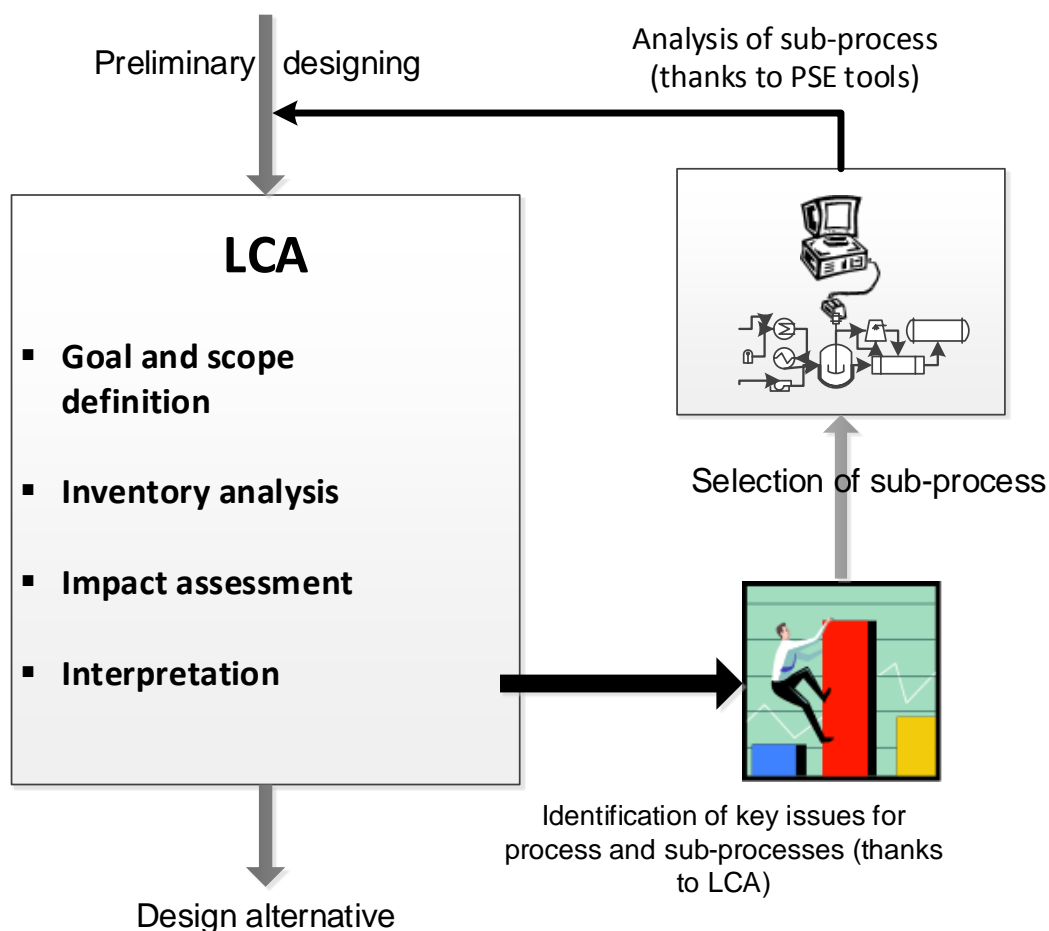 Preliminary designing
Analysis of sub-process
(thanks to PSE tools)
LCA
▪ Goal and scope
definition
▪ Inventory analysis
▪ Impact assessment
▪ Interpretation
Selection of sub-process
Identification of key issues for
process and sub-processes (thanks
to LCA)
Design alternative